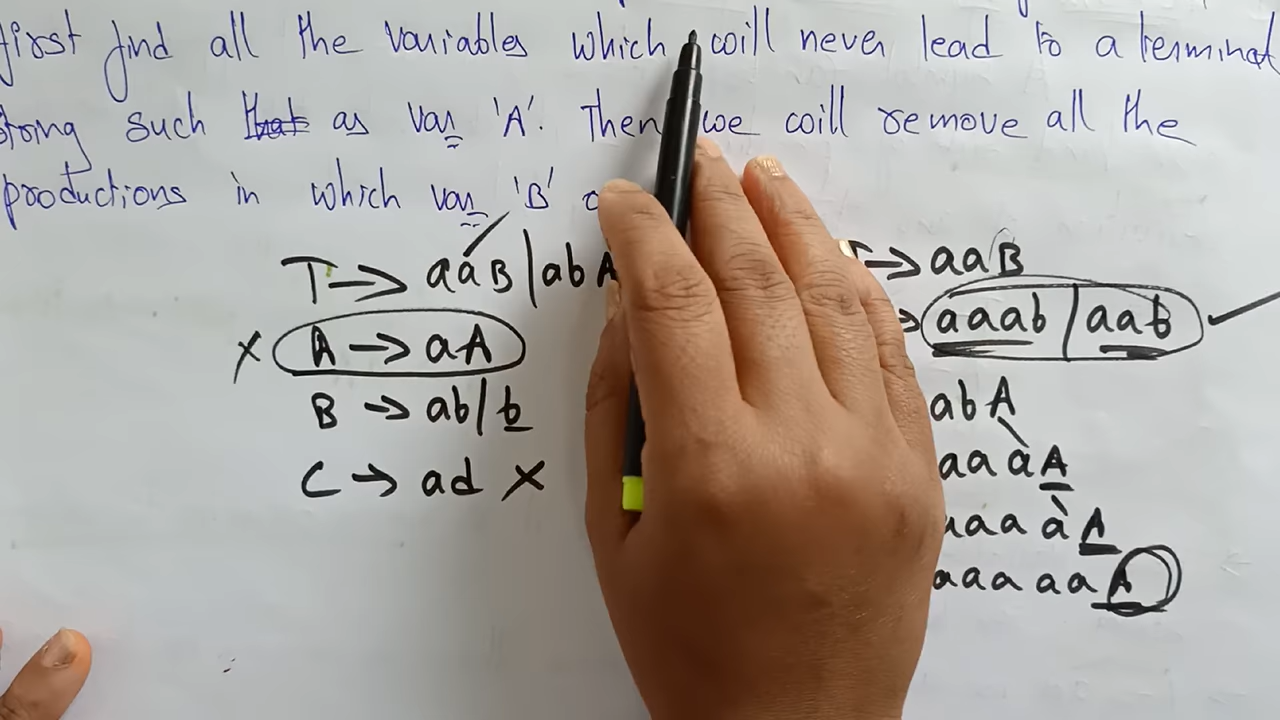 first find all the variables which will never lead to a terminal
string such that as var 'A'. Then we will remove all the
productions in which var 'B'
T → aaB | abA → aaB
X A → aA → aaab | aab ✓
B → ab | b abA
C → ad X aaaA
aaaaA
aaaaaA